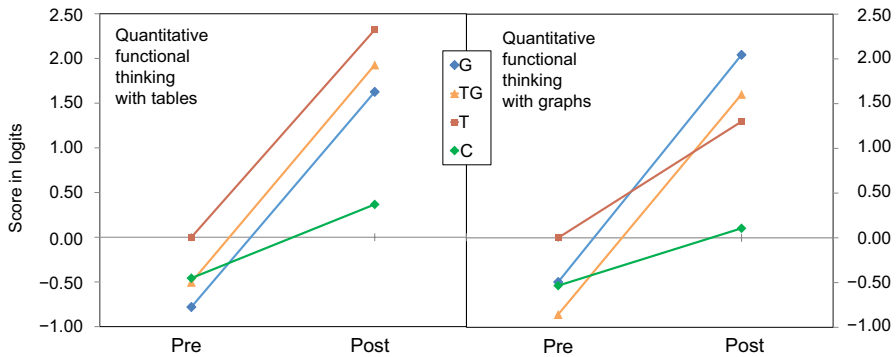 Score in logits
2.50
2.00
1.50
1.00
0.50
0.00
−0.50
−1.00
Quantitative
functional
thinking
with tables
Pre
Post
G
TG
T
C
Quantitative
functional
thinking
with graphs
Pre
Post
2.50
2.00
1.50
1.00
0.50
0.00
−0.50
−1.00